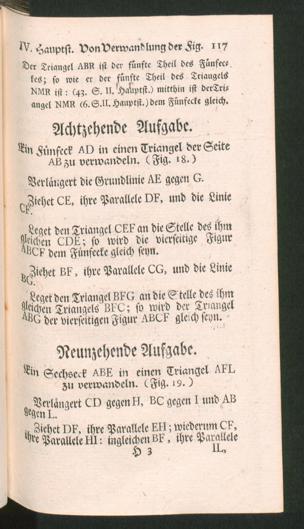 IV. Hauptst. Von Verwandlung der Fig. 117
Der Triangel ABR ist der fünfte Theil des Fünfec⸗
kes; so wie er der fünfte Theil des Triangels
NMR ist: (43. S. II. Hauptst.) mitthin ist der Tri⸗
angel NMR (6. S. II. Hauptst.) dem Fünfecke gleich.
Achtzehende Aufgabe.
Ein Fünfeck AD in einen Triangel der Seite
AB zu verwandeln. (Fig. 18.)
Verlängert die Grundlinie AE gegen G.
Ziehet CE, ihre Parallele DF, und die Linie
CF.
Leget den Triangel CEF an die Stelle des ihm
gleichen CDE; so wird die vierseitige Figur
ABCF dem Fünfecke gleich seyn.
Ziehet BF, ihre Parallele CG, und die Linie
BG.
Leget den Triangel BFG an die Stelle des ihm
gleichen Triangels BFC; so wird der Triangel
ABG der vierseitigen Figur ABCF gleich seyn.
Neunzehende Aufgabe.
Ein Sechseck ABE in einen Triangel AFL
zu verwandeln. (Fig. 19.)
Verlängert CD gegen H, BC gegen I und AB
gegen L.
Ziehet DF, ihre Parallele EH; wiederum CF,
ihre Parallele HI: ingleichen BF, ihre Parallele
H 3 IL,